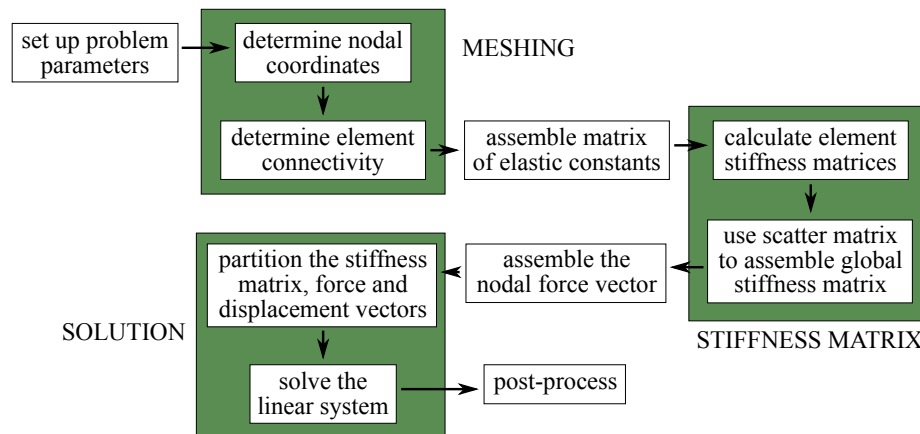 set up problem
parameters
determine nodal
coordinates
MESHING
determine element
connectivity
assemble matrix
of elastic constants
calculate element
stiffness matrices
use scatter matrix
to assemble global
stiffness matrix
STIFFNESS MATRIX
assemble the
nodal force vector
partition the stiffness
matrix, force and
displacement vectors
SOLUTION
solve the
linear system
post-process